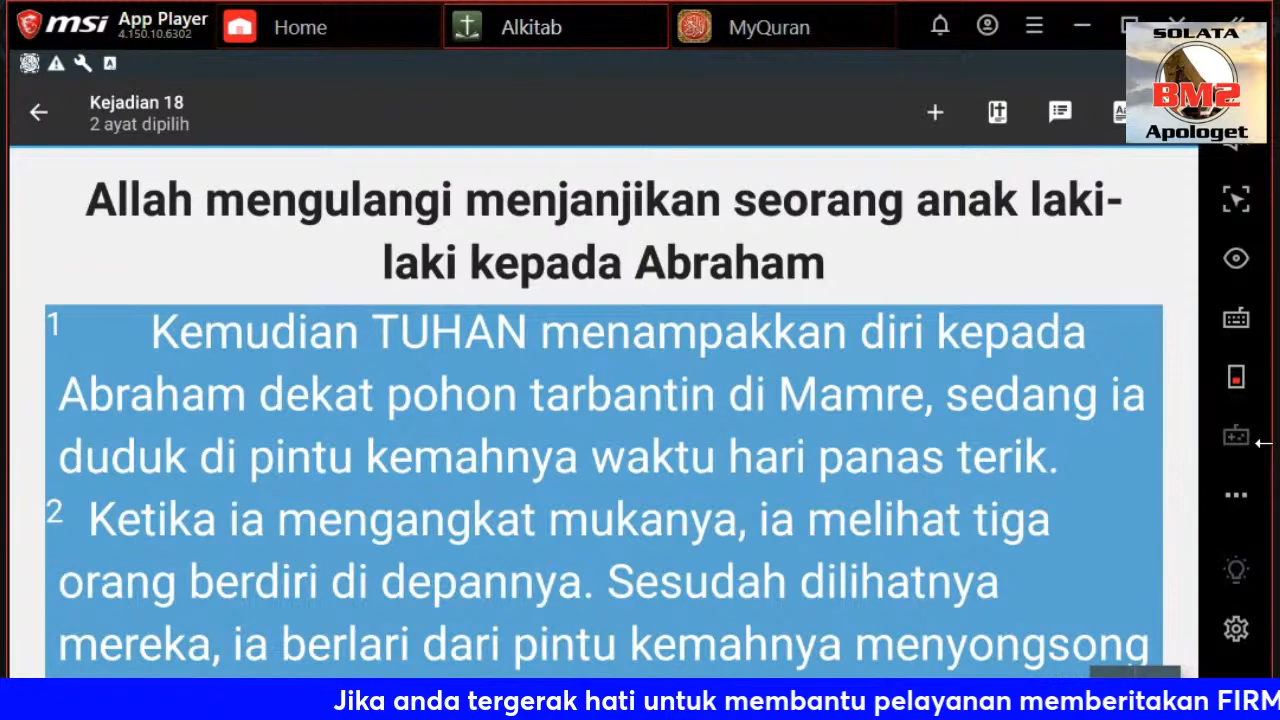 msi App Player
4.150.10.6302
Home
Alkitab
MyQuran
SOLATA
BM2
Apologet
Kejadian 18
2 ayat dipilih
Allah mengulangi menjanjikan seorang anak laki-
laki kepada Abraham
1 Kemudian TUHAN menampakkan diri kepada
Abraham dekat pohon tarbantin di Mamre, sedang ia
duduk di pintu kemahnya waktu hari panas terik.
2 Ketika ia mengangkat mukanya, ia melihat tiga
orang berdiri di depannya. Sesudah dilihatnya
mereka, ia berlari dari pintu kemahnya menyongsong
Jika anda tergerak hati untuk membantu pelayanan memberitakan FIRM